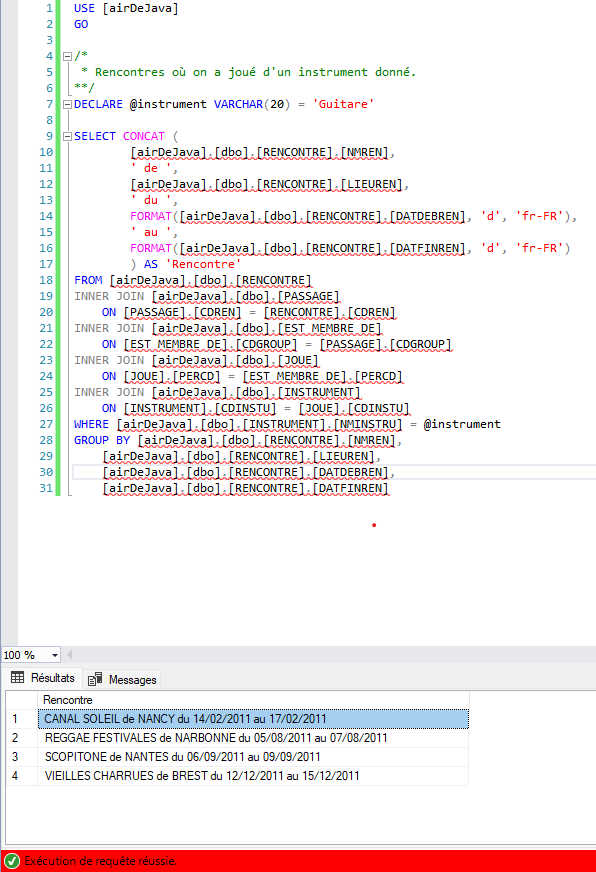 1 USE [airDeJava]
2 GO
3
4 /*
5 * Rencontres où on a joué d'un instrument donné.
6 **/
7 DECLARE @instrument VARCHAR(20) = 'Guitare'
8
9 SELECT CONCAT (
10 [airDeJava].[dbo].[RENCONTRE].[NMREN],
11 ' de ',
12 [airDeJava].[dbo].[RENCONTRE].[LIEUREN],
13 ' du ',
14 FORMAT([airDeJava].[dbo].[RENCONTRE].[DATDEBREN], 'd', 'fr-FR'),
15 ' au ',
16 FORMAT([airDeJava].[dbo].[RENCONTRE].[DATFINREN], 'd', 'fr-FR')
17 ) AS 'Rencontre'
18 FROM [airDeJava].[dbo].[RENCONTRE]
19 INNER JOIN [airDeJava].[dbo].[PASSAGE]
20 ON [PASSAGE].[CDREN] = [RENCONTRE].[CDREN]
21 INNER JOIN [airDeJava].[dbo].[EST_MEMBRE_DE]
22 ON [EST_MEMBRE_DE].[CDGROUP] = [PASSAGE].[CDGROUP]
23 INNER JOIN [airDeJava].[dbo].[JOUE]
24 ON [JOUE].[PERCD] = [EST_MEMBRE_DE].[PERCD]
25 INNER JOIN [airDeJava].[dbo].[INSTRUMENT]
26 ON [INSTRUMENT].[CDINSTU] = [JOUE].[CDINSTU]
27 WHERE [airDeJava].[dbo].[INSTRUMENT].[NMINSTRU] = @instrument
28 GROUP BY [airDeJava].[dbo].[RENCONTRE].[NMREN],
29 [airDeJava].[dbo].[RENCONTRE].[LIEUREN],
30 [airDeJava].[dbo].[RENCONTRE].[DATDEBREN],
31 [airDeJava].[dbo].[RENCONTRE].[DATFINREN]
100 %
Résultats Messages
Rencontre
1 CANAL SOLEIL de NANCY du 14/02/2011 au 17/02/2011
2 REGGAE FESTIVALES de NARBONNE du 05/08/2011 au 07/08/2011
3 SCOPITONE de NANTES du 06/09/2011 au 09/09/2011
4 VIEILLES CHARRUES de BREST du 12/12/2011 au 15/12/2011
Exécution de requête réussie.